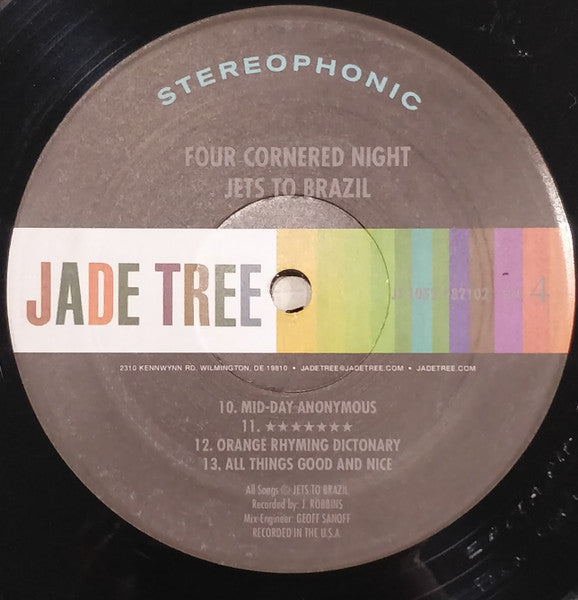 STEREOPHONIC
FOUR CORNERED NIGHT
JETS TO BRAZIL
JADE TREE
4
2310 KENNWYNN RD. WILMINGTON, DE 19810 • JADETREE@JADETREE.COM • JADETREE.COM
10. MID-DAY ANONYMOUS
11. ★★★★★★★
12. ORANGE RHYMING DICTONARY
13. ALL THINGS GOOD AND NICE
All Songs © JETS TO BRAZIL
Recorded by: J. ROBBINS
Mix-Engineer: GEOFF SANOFF
RECORDED IN THE U.S.A.